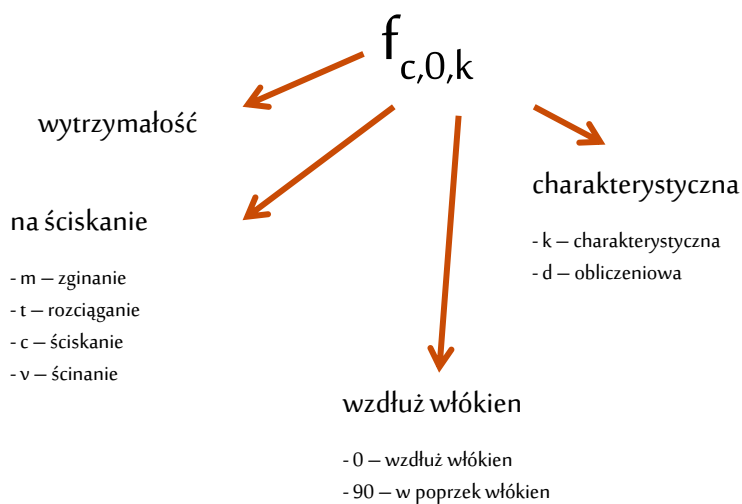 f c,0,k
wytrzymałość
na ściskanie
- m – zginanie
- t – rozciąganie
- c – ściskanie
- v – ścinanie
wzdłuż włókien
- 0 – wzdłuż włókien
- 90 – w poprzek włókien
charakterystyczna
- k – charakterystyczna
- d – obliczeniowa